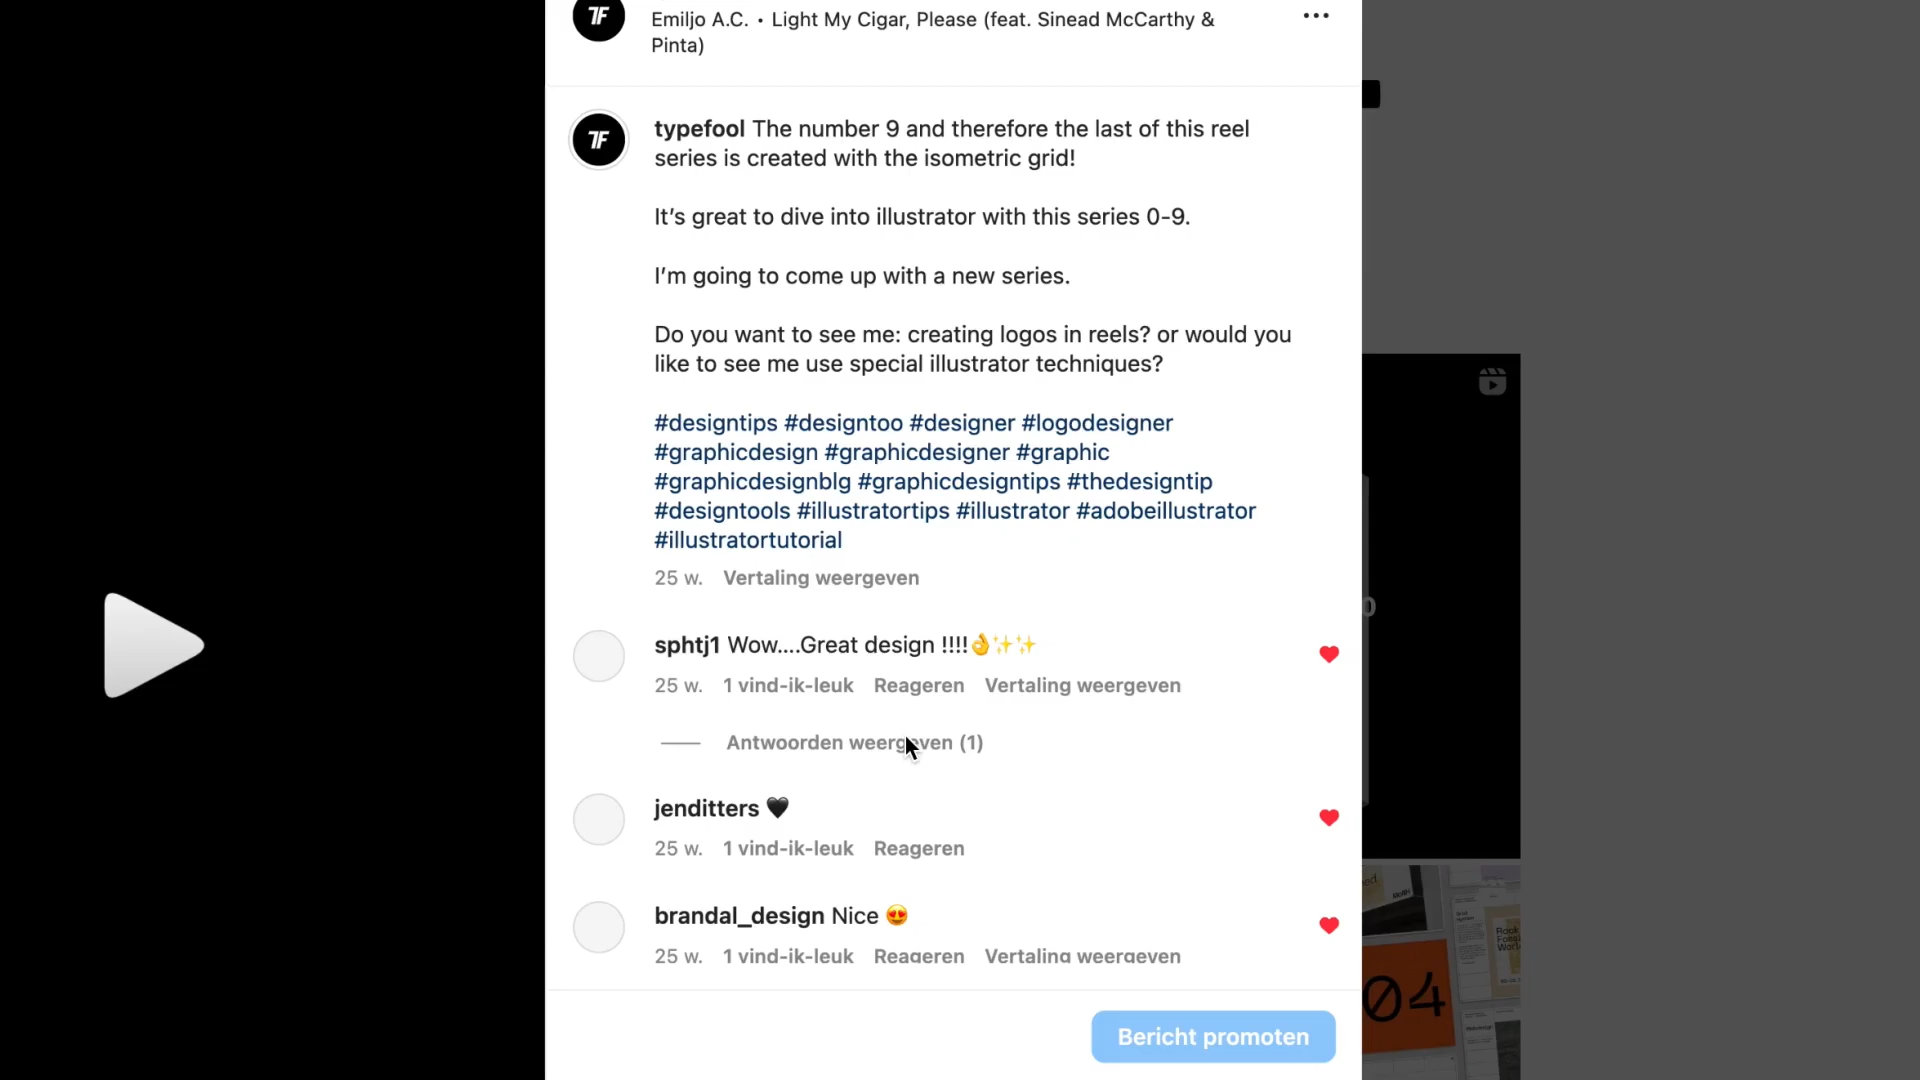 TF
Emiljo A.C. • Light My Cigar, Please (feat. Sinead McCarthy &
Pinta)
TF
typefool The number 9 and therefore the last of this reel
series is created with the isometric grid!
It's great to dive into illustrator with this series 0-9.
I'm going to come up with a new series.
Do you want to see me: creating logos in reels? or would you
like to see me use special illustrator techniques?
#designtips #designtoo #designer #logodesigner
#graphicdesign #graphicdesigner #graphic
#graphicdesignblg #graphicdesigntips #thedesigntip
#designtools #illustratortips #illustrator #adobeillustrator
#illustratortutorial
25 w. Vertaling weergeven
sphtj1 Wow....Great design !!!!👌✨✨
25 w. 1 vind-ik-leuk Reageren Vertaling weergeven
Antwoorden weergeven (1)
jenditters 🖤
25 w. 1 vind-ik-leuk Reageren
brandal_design Nice 😍
25 w. 1 vind-ik-leuk Reageren Vertaling weergeven
04
Bericht promoten